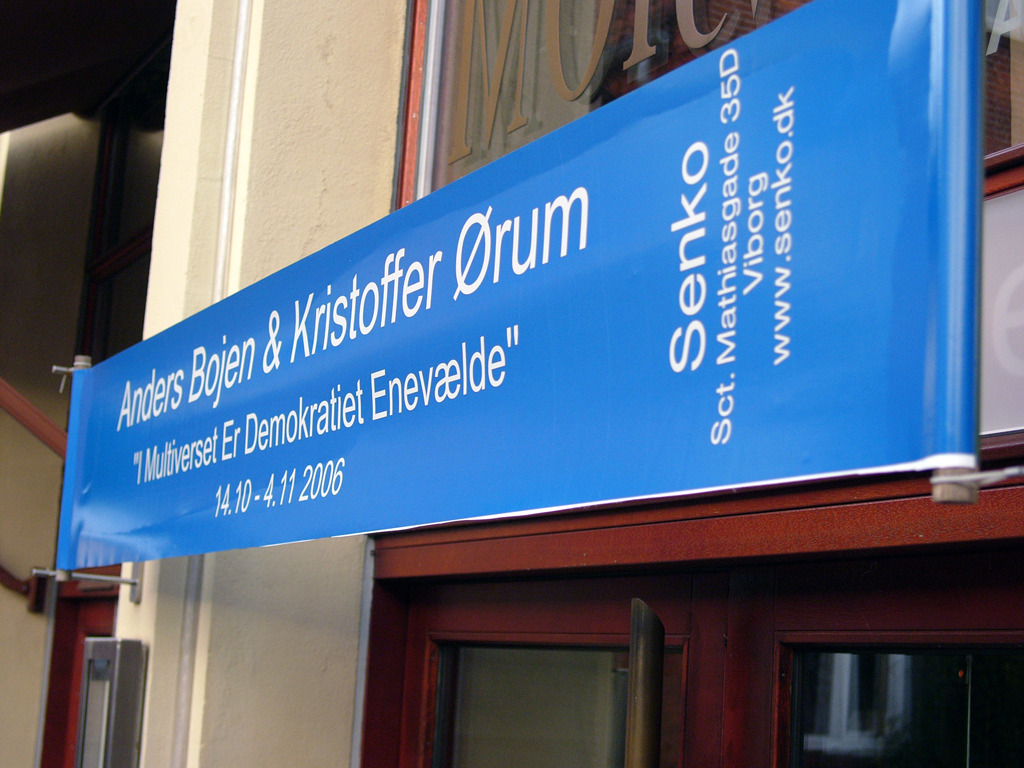 Anders Bojen & Kristoffer Ørum
"I Multiverset Er Demokratiet Enevælde"
14.10 - 4.11 2006
Senko
Sct. Mathiasgade 35D
Viborg
www.senko.dk